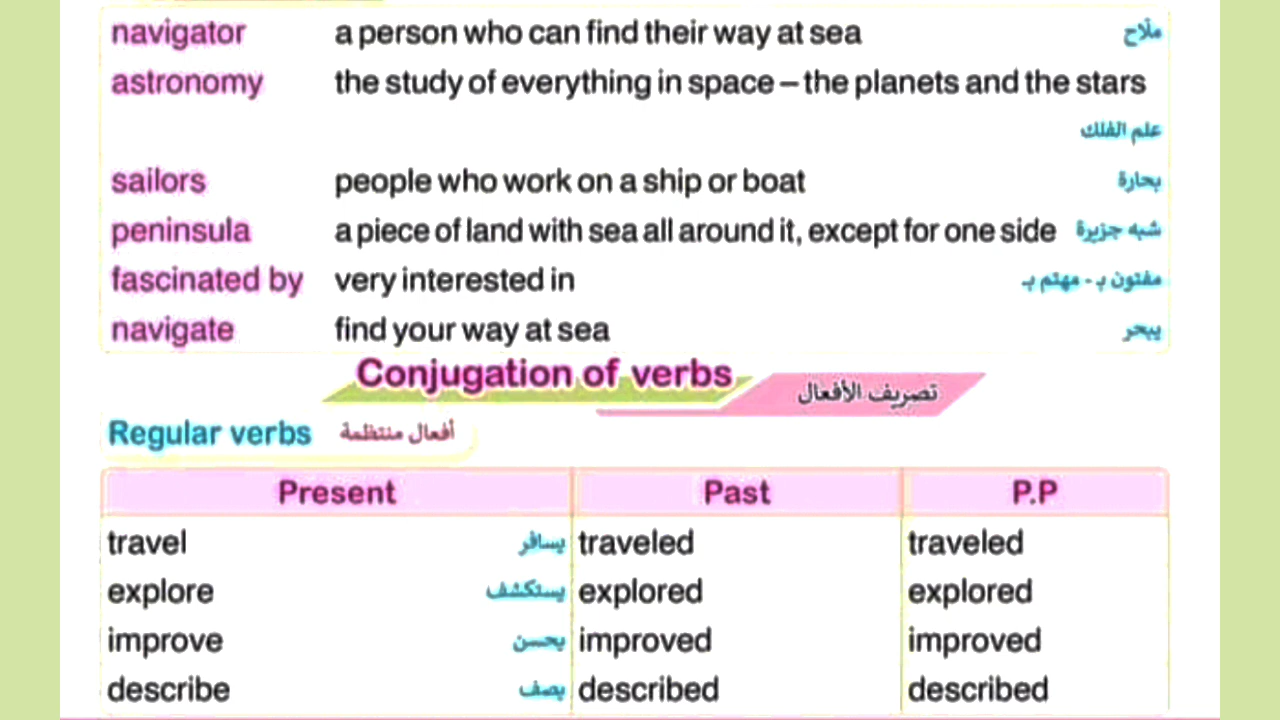 navigator a person who can find their way at sea ملّاح
astronomy the study of everything in space – the planets and the stars
علم الفلك
sailors people who work on a ship or boat بحارة
peninsula a piece of land with sea all around it, except for one side شبه جزيرة
fascinated by very interested in مفتون بـ - مهتم بـ
navigate find your way at sea يبحر
Conjugation of verbs تصريف الأفعال
Regular verbs أفعال منتظمة
Present Past P.P
travel يسافر traveled traveled
explore يستكشف explored explored
improve يحسن improved improved
describe يصف described described